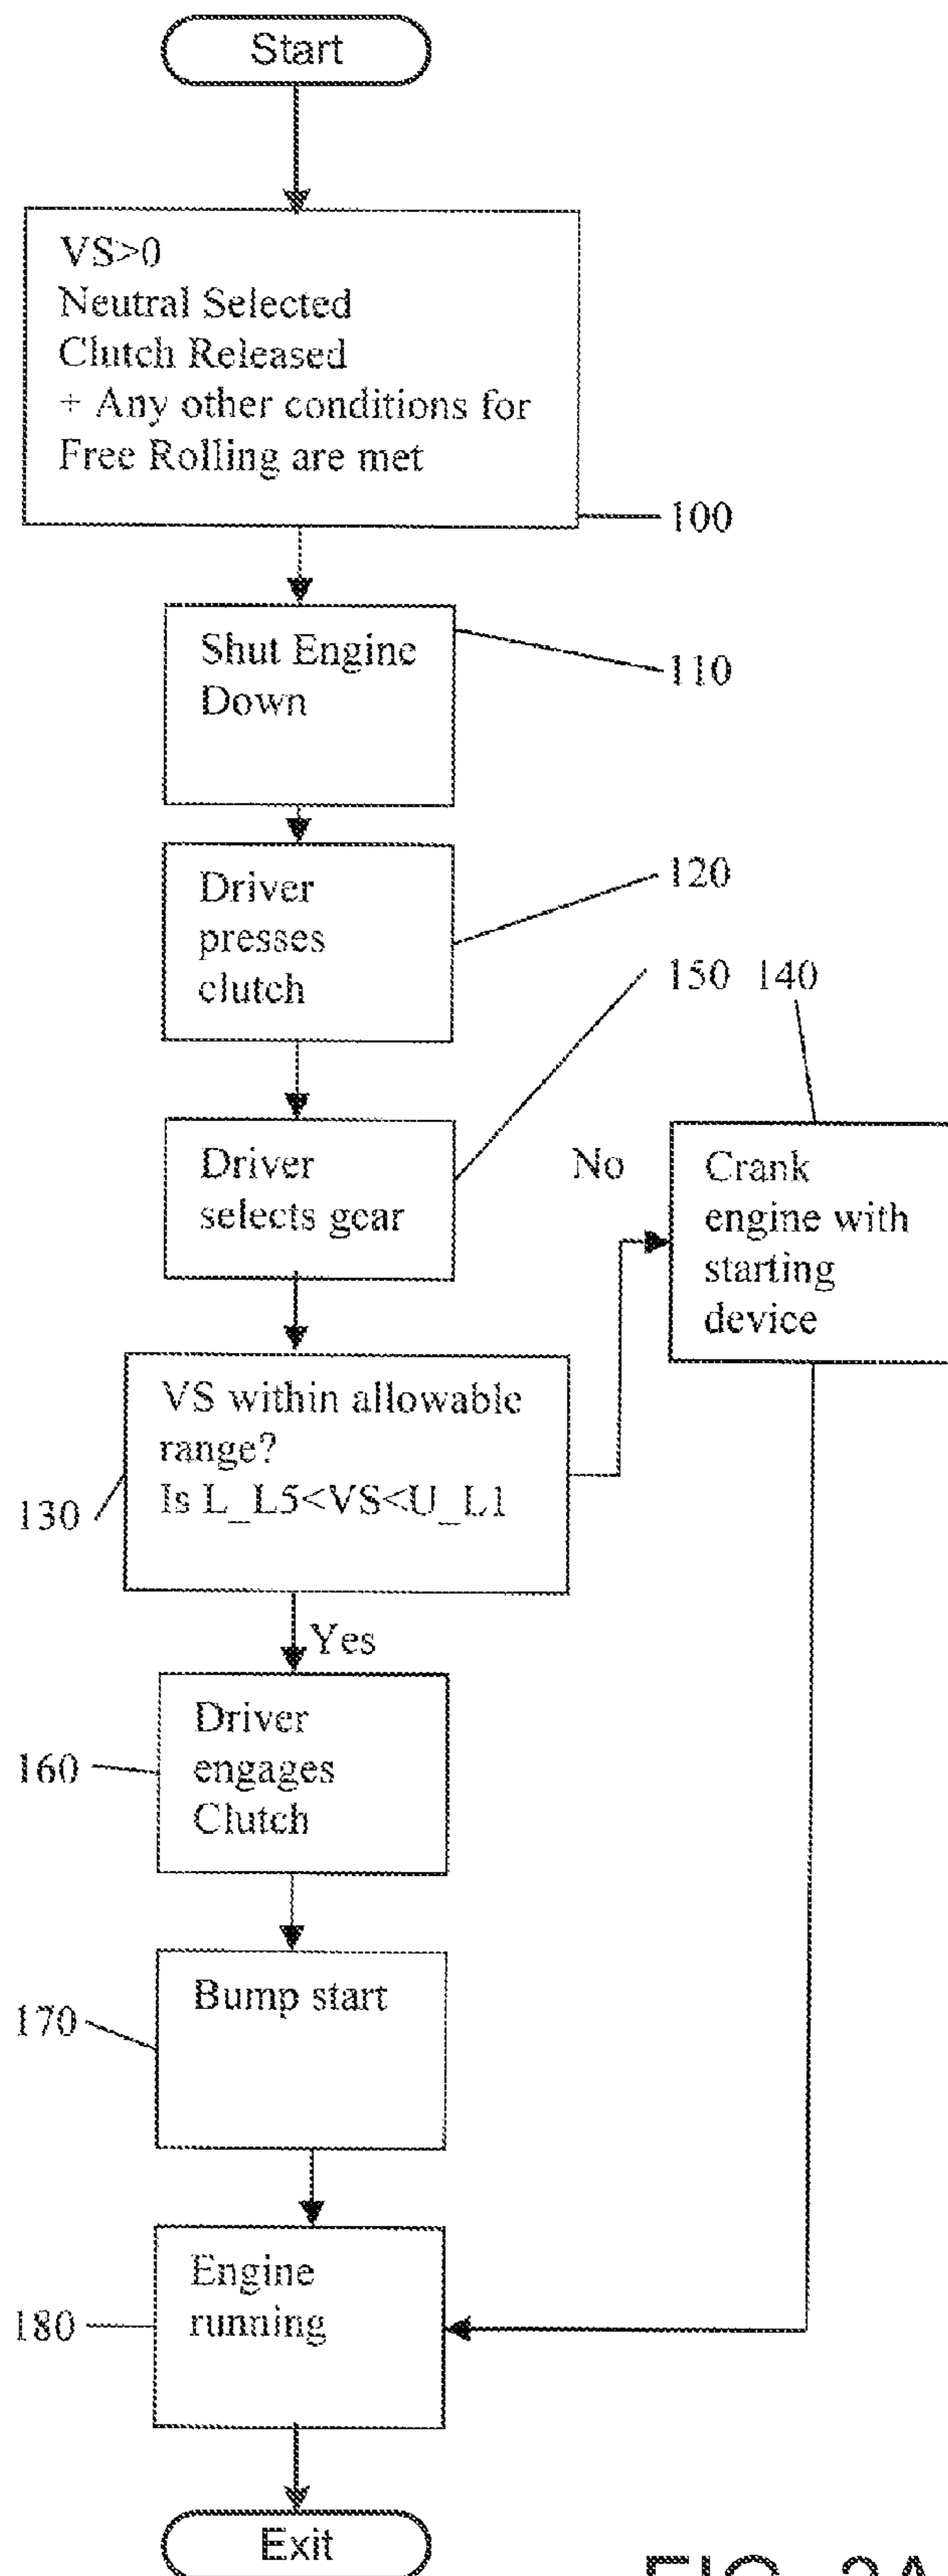 Start
VS>0
Neutral Selected
Clutch Released
+ Any other conditions for
Free Rolling are met
100
Shut Engine
Down
110
Driver
presses
clutch
120
150 140
Driver
selects gear
No
Crank
engine with
starting
device
VS within allowable
range?
Is L_L5<VS<U_L1
130
Yes
Driver
engages
Clutch
160
Bump start
170
Engine
running
180
Exit